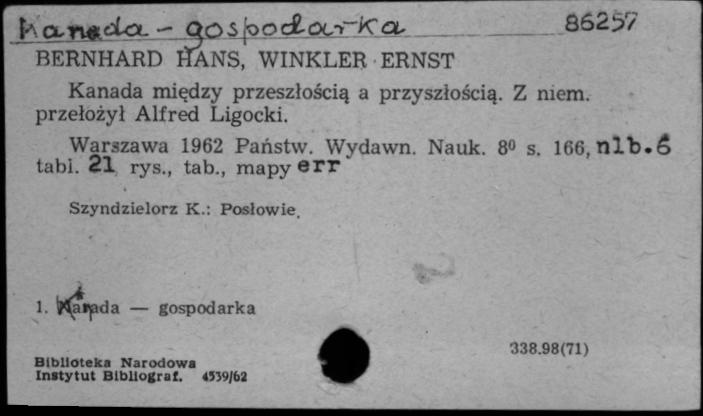 Kanada - gospodarka 86257
BERNHARD HANS, WINKLER ERNST
Kanada między przeszłością a przyszłością. Z niem.
przełożył Alfred Ligocki.
Warszawa 1962 Państw. Wydawn. Nauk. 8⁰ s. 166, nlb. 6
tabl. 21 rys., tab., mapy err
Szyndzielorz K.: Posłowie.
1. Kanada — gospodarka
338.98(71)
Biblioteka Narodowa
Instytut Bibliograf. 4539/62